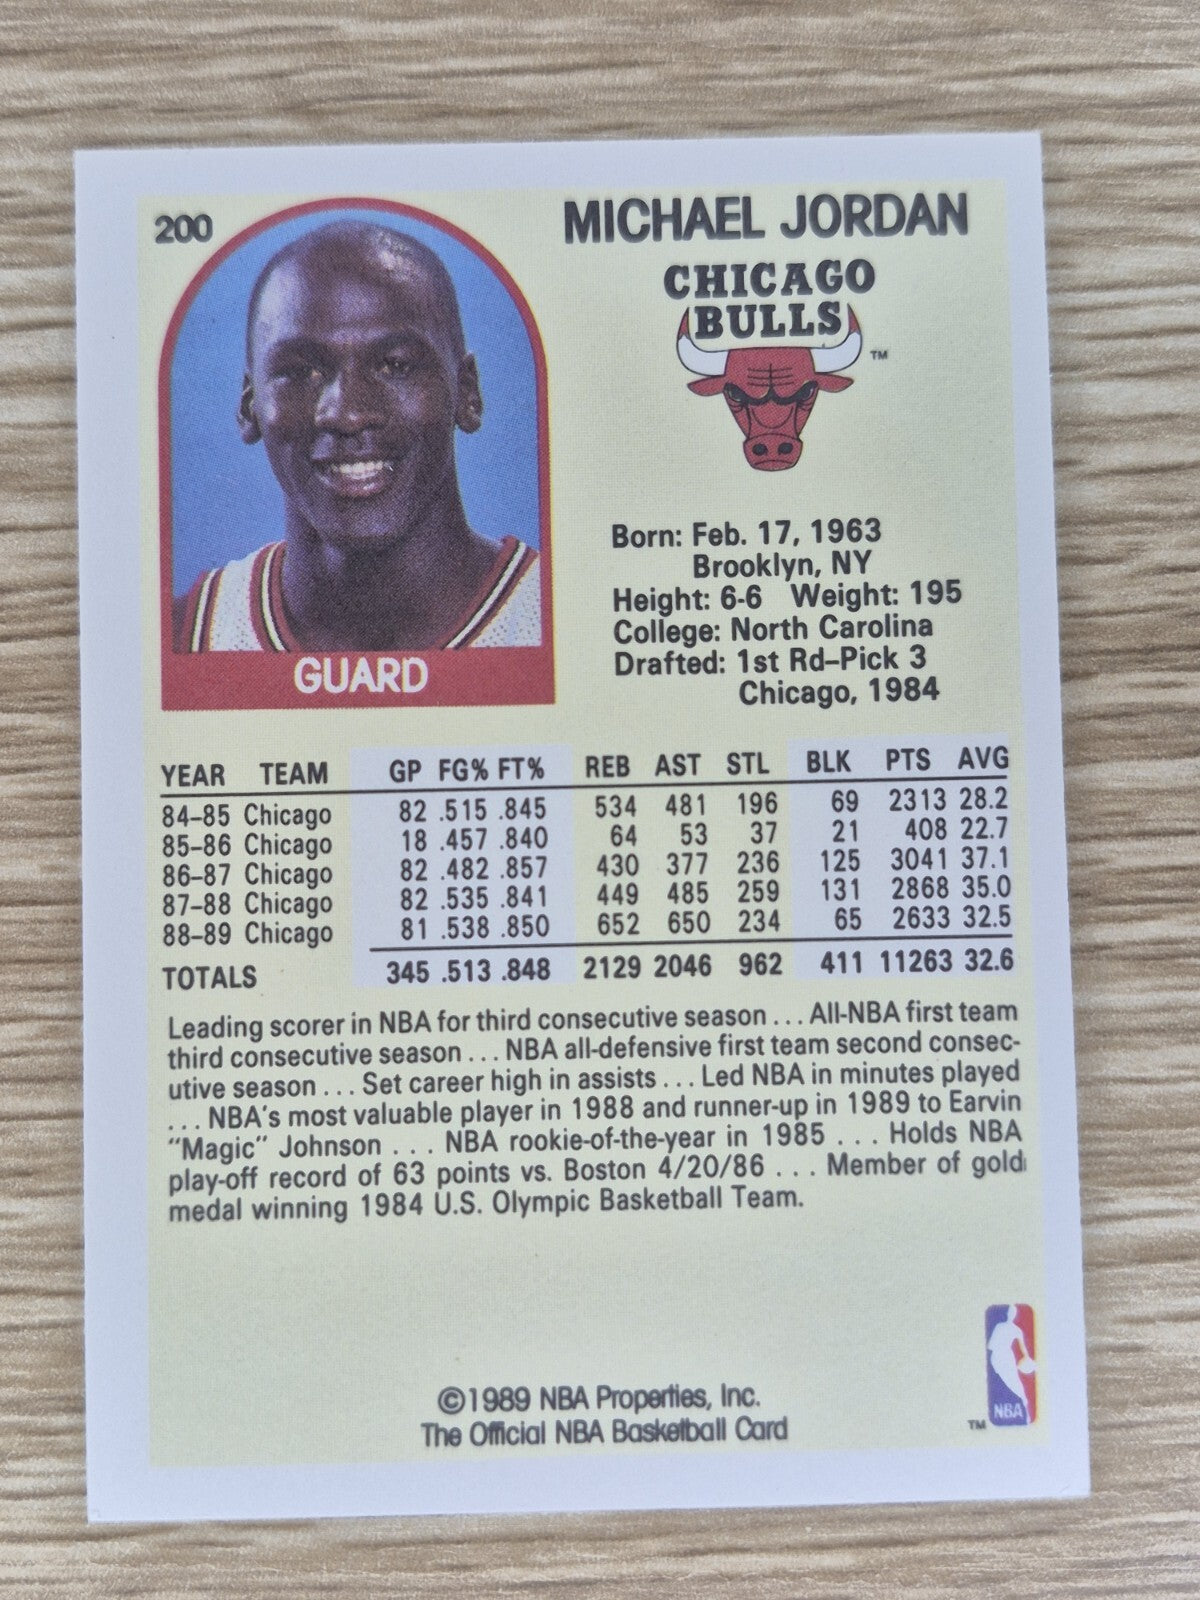 200
MICHAEL JORDAN
CHICAGO
BULLS
TM
GUARD
Born: Feb. 17, 1963
Brooklyn, NY
Height: 6-6 Weight: 195
College: North Carolina
Drafted: 1st Rd–Pick 3
Chicago, 1984
YEAR TEAM GP FG% FT% REB AST STL BLK PTS AVG
84–85 Chicago 82 .515 .845 534 481 196 69 2313 28.2
85–86 Chicago 18 .457 .840 64 53 37 21 408 22.7
86–87 Chicago 82 .482 .857 430 377 236 125 3041 37.1
87–88 Chicago 82 .535 .841 449 485 259 131 2868 35.0
88–89 Chicago 81 .538 .850 652 650 234 65 2633 32.5
TOTALS 345 .513 .848 2129 2046 962 411 11263 32.6
Leading scorer in NBA for third consecutive season . . . All-NBA first team
third consecutive season . . . NBA all-defensive first team second consec-
utive season . . . Set career high in assists . . . Led NBA in minutes played
. . . NBA's most valuable player in 1988 and runner-up in 1989 to Earvin
"Magic" Johnson . . . NBA rookie-of-the-year in 1985 . . . Holds NBA
play-off record of 63 points vs. Boston 4/20/86 . . . Member of gold
medal winning 1984 U.S. Olympic Basketball Team.
©1989 NBA Properties, Inc.
The Official NBA Basketball Card
TM
NBA